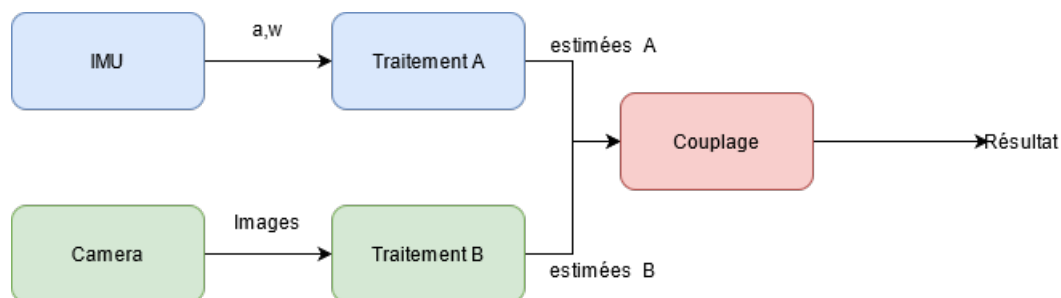 a,w
IMU
Traitement A
estimées A
Couplage
Résultat
Images
Camera
Traitement B
estimées B